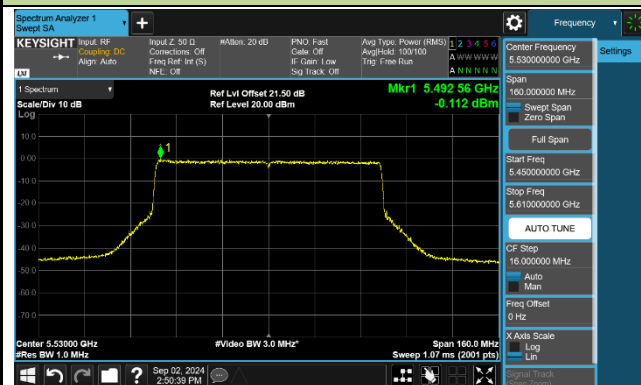 Spectrum Analyzer 1
Swept SA
Frequency
KEYSIGHT
Input: RF
Coupling: DC
Align: Auto
Input Z: 50 Ω
Corrections: Off
Freq Ref: Int (S)
NFE: Off
#Atten: 20 dB
PNO: Fast
Gate: Off
IF Gain: Low
Sig Track: Off
Avg Type: Power (RMS)
Avg|Hold: 100/100
Trig: Free Run
1 2 3 4 5 6
A W W W W W
A N N N N N
LXI
1 Spectrum
Scale/Div 10 dB
Log
Ref Lvl Offset 21.50 dB
Ref Level 20.00 dBm
Mkr1 5.492 56 GHz
-0.112 dBm
1
10.0
0.00
-10.0
-20.0
-30.0
-40.0
-50.0
-60.0
-70.0
Center 5.53000 GHz
#Res BW 1.0 MHz
#Video BW 3.0 MHz*
Span 160.0 MHz
Sweep 1.07 ms (2001 pts)
Sep 02, 2024
2:50:39 PM
Center Frequency
5.530000000 GHz
Settings
Span
160.000000 MHz
Swept Span
Zero Span
Full Span
Start Freq
5.450000000 GHz
Stop Freq
5.610000000 GHz
AUTO TUNE
CF Step
16.000000 MHz
Auto
Man
Freq Offset
0 Hz
X Axis Scale
Log
Lin
Signal Track
(Span Zoom)